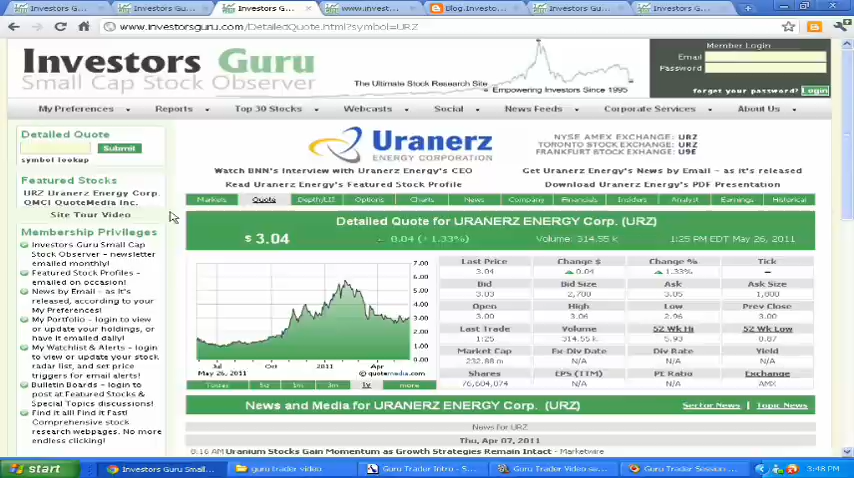 Investors G...
Investors Gu...
Investors G...
www.investor...
Blog.Investo...
Investors Gu...
Investors G...
www.investorsguru.com/DetailedQuote.html?symbol=URZ
Investors Guru
Small Cap Stock Observer
The Ultimate Stock Research Site
Empowering Investors Since 1995
Member Login
Email
Password
forget your password? Login
My Preferences
Reports
Top 30 Stocks
Webcasts
Social
News Feeds
Corporate Services
About Us
Detailed Quote
Submit
symbol lookup
Featured Stocks
URZ Uranerz Energy Corp.
QMCI QuoteMedia Inc.
Site Tour Video
Membership Privileges
Investors Guru Small Cap
Stock Observer - newsletter
emailed monthly!
Featured Stock Profiles -
emailed on occasion!
News by Email - as it's
released, according to your
My Preferences!
My Portfolio - login to view
or update your holdings, or
have it emailed daily!
My Watchlist & Alerts - login
to view or update your stock
radar list, and set price
triggers for email alerts!
Bulletin Boards - login to
post at Featured Stocks &
Special Topics discussions!
Find it all! Find it Fast!
Comprehensive stock
research webpages. No more
endless clicking!
Uranerz
ENERGY CORPORATION
NYSE AMEX EXCHANGE: URZ
TORONTO STOCK EXCHANGE: URZ
FRANKFURT STOCK EXCHANGE: U9E
Watch BNN's Interview with Uranerz Energy's CEO
Get Uranerz Energy's News by Email - as it's released
Read Uranerz Energy's Featured Stock Profile
Download Uranerz Energy's PDF Presentation
Markets Quote Depth/L2 Options Charts News Company Financials Insiders Analyst Earnings Historical
Detailed Quote for URANERZ ENERGY Corp. (URZ)
$ 3.04
0.04 (+1.33%)
Volume: 314.55 k
1:25 PM EDT May 26, 2011
7.00
6.00
5.00
4.00
3.00
2.00
1.00
Jul Oct 2011 Apr
May 26, 2011
© quotemedia.com
Today 5d 1m 3m 1y more
Last Price Change $ Change % Tick
3.04 0.04 1.33% –
Bid Bid Size Ask Ask Size
3.03 2,700 3.05 1,000
Open High Low Prev Close
3.00 3.06 2.96 3.00
Last Trade Volume 52 Wk Hi 52 Wk Low
1:25 314.55 k 5.93 0.87
Market Cap Ex-Div Date Div Rate Yield
232.88 m N/A N/A N/A
Shares EPS (TTM) PE Ratio Exchange
76,604,074 N/A N/A AMX
News and Media for URANERZ ENERGY Corp. (URZ)
Sector News | Topic News
News for URZ
Thu, Apr 07, 2011
8:16 AM Uranium Stocks Gain Momentum as Growth Strategies Remain Intact - Marketwire
start
Investors Guru Small...
guru trader video
Guru Trader Intro - S...
Guru Trader Video se...
Guru Trader Session ...
3:48 PM